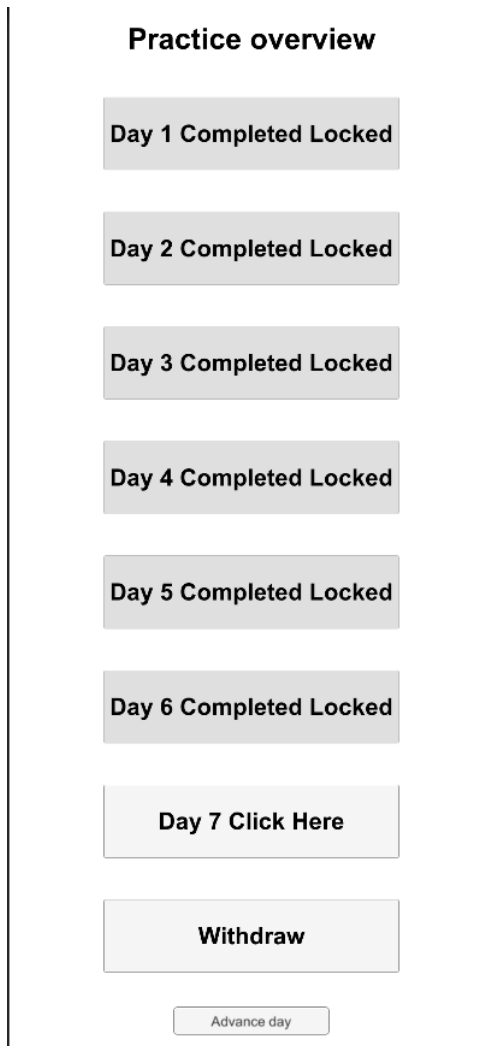 Practice overview
Day 1 Completed Locked
Day 2 Completed Locked
Day 3 Completed Locked
Day 4 Completed Locked
Day 5 Completed Locked
Day 6 Completed Locked
Day 7 Click Here
Withdraw
Advance day